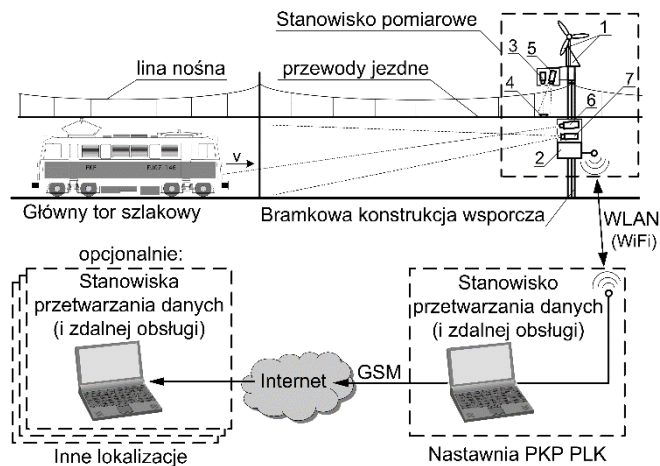 Stanowisko pomiarowe
1
3
5
lina nośna
przewody jezdne
4
7
6
2
V
Główny tor szlakowy
Bramkowa konstrukcja wsporcza
WLAN
(WiFi)
opcjonalnie:
Stanowiska
przetwarzania danych
(i zdalnej obsługi)
Stanowisko
przetwarzania danych
(i zdalnej obsługi)
Internet
GSM
Inne lokalizacje
Nastawnia PKP PLK